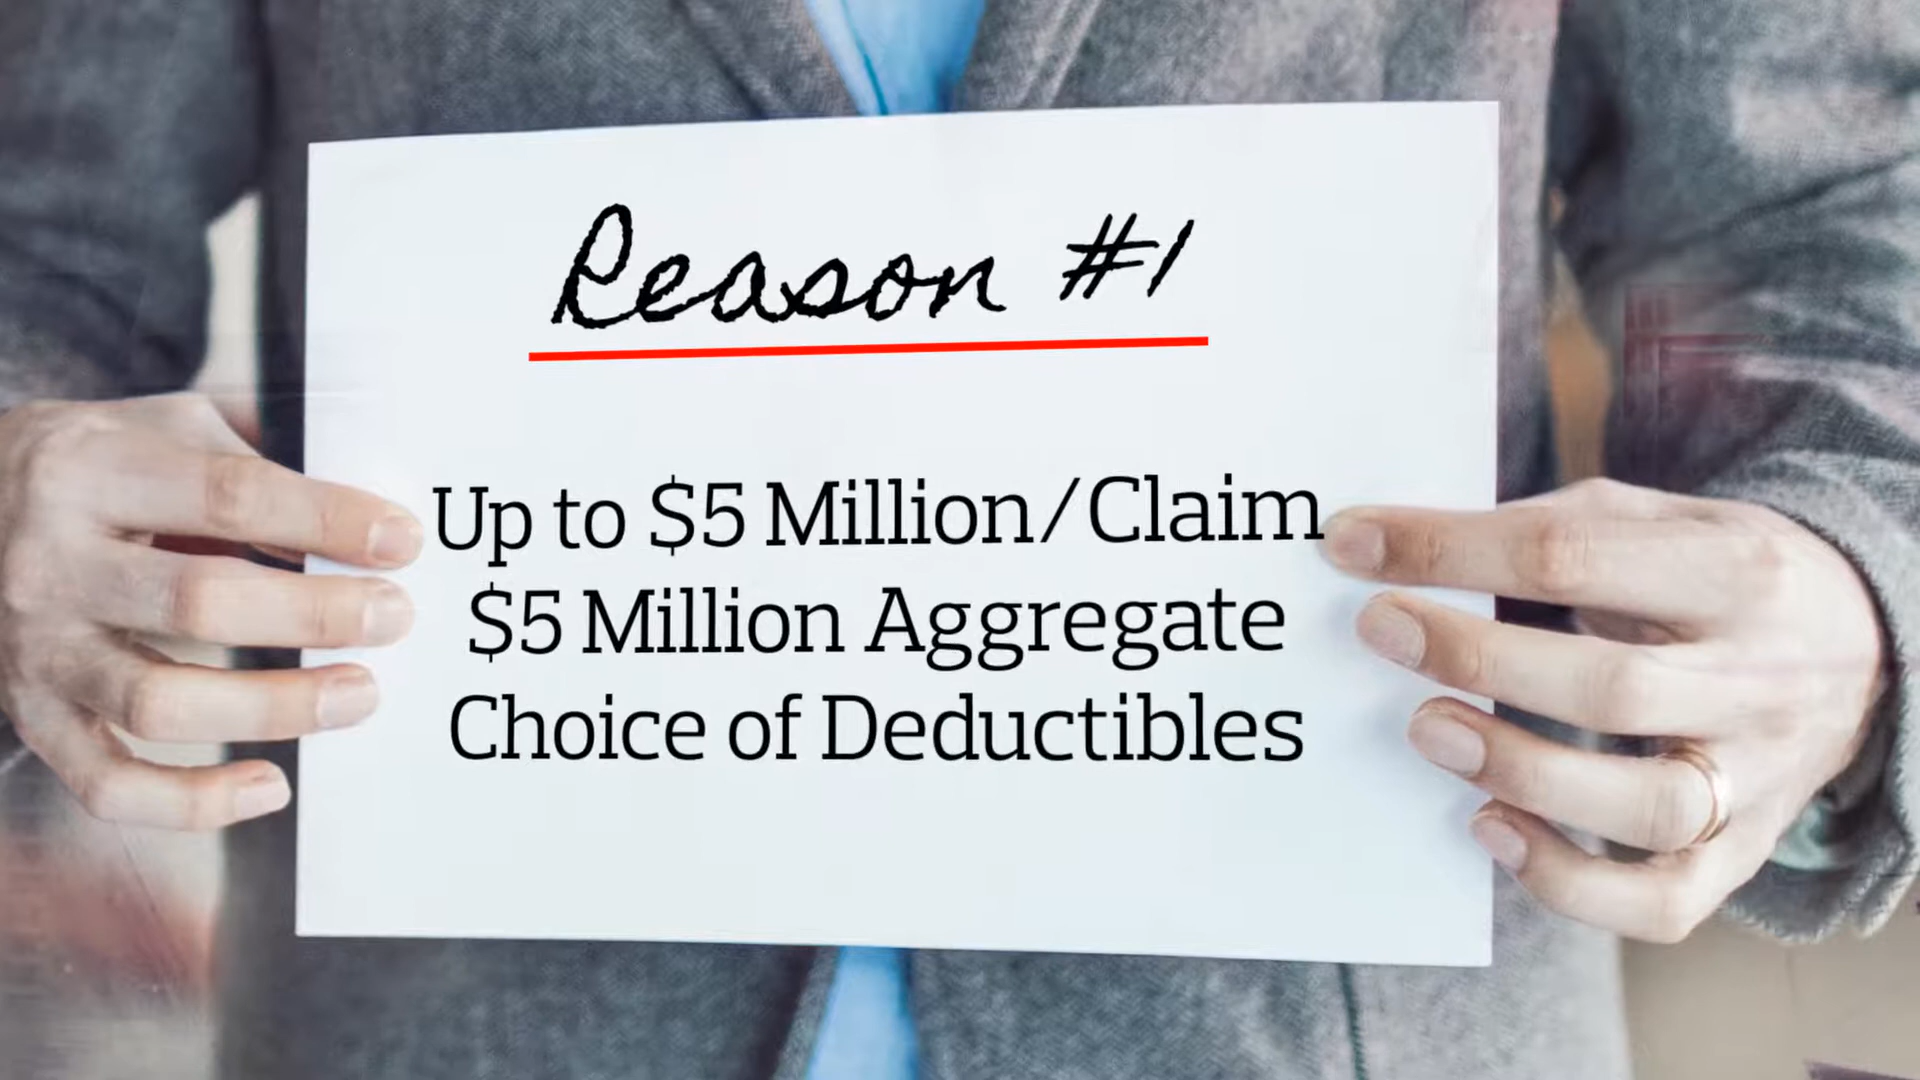 Reason #1
Up to $5 Million/Claim
$5 Million Aggregate
Choice of Deductibles